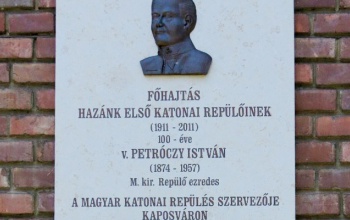 FŐHAJTÁS
HAZÁNK ELSŐ KATONAI REPÜLŐINEK
(1911 - 2011)
100 - éve
v. PETRÓCZY ISTVÁN
(1874 - 1957)
M. kir. Repülő ezredes
A MAGYAR KATONAI REPÜLÉS SZERVEZŐJE
KAPOSVÁRON